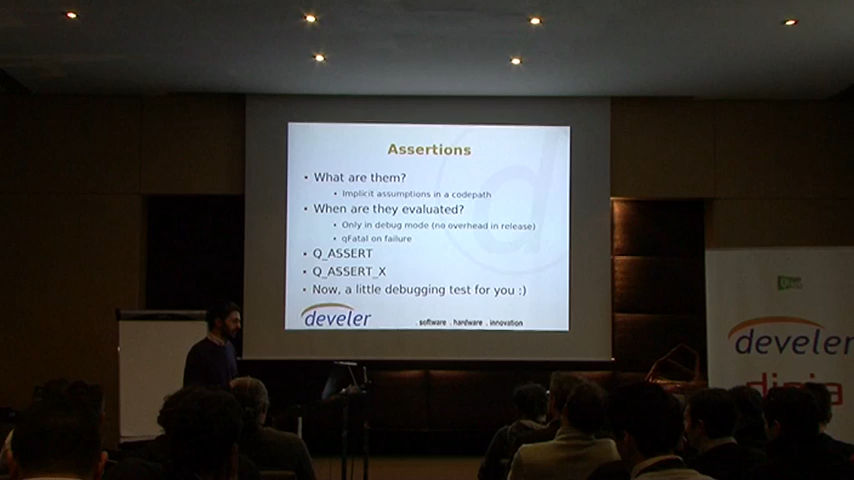 Assertions
• What are them?
• Implicit assumptions in a codepath
• When are they evaluated?
• Only in debug mode (no overhead in release)
• qFatal on failure
• Q_ASSERT
• Q_ASSERT_X
• Now, a little debugging test for you :)
develer
. software . hardware . innovation
develer